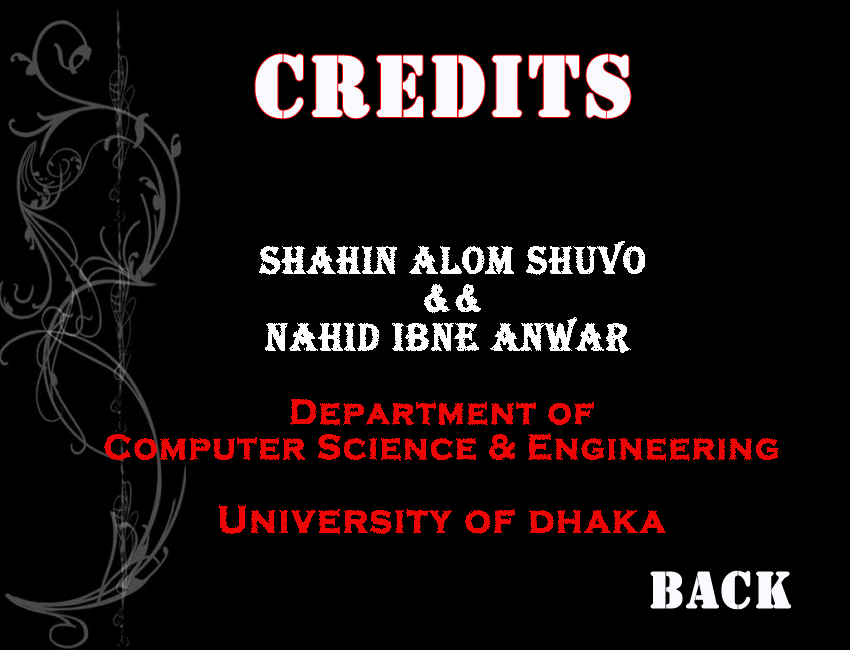 CREDITS
SHAHIN ALOM SHUVO
& &
NAHID IBNE ANWAR
DEPARTMENT OF
COMPUTER SCIENCE & ENGINEERING
UNIVERSITY OF DHAKA
BACK